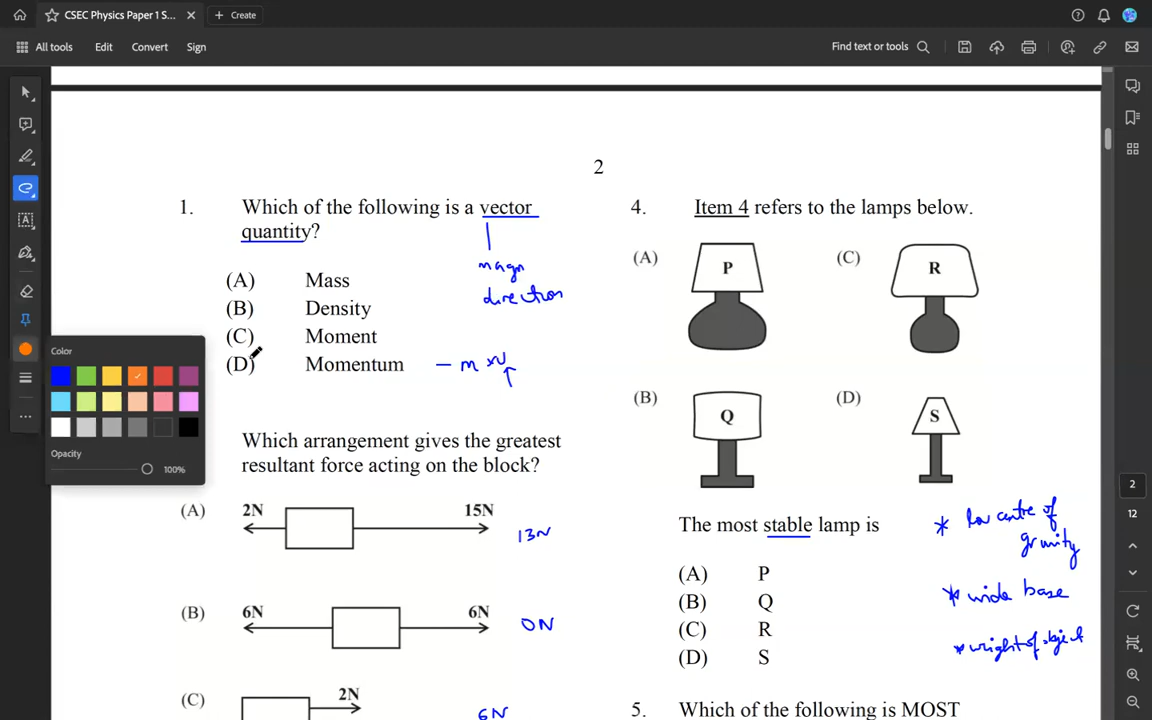 CSEC Physics Paper 1 S...
Create
All tools
Edit
Convert
Sign
Find text or tools
2
1. Which of the following is a vector
quantity?
magn
direction
(A) Mass
(B) Density
(C) Moment
(D) Momentum — m x v
Color
Opacity
100%
Which arrangement gives the greatest
resultant force acting on the block?
(A) 2N 15N 13N
(B) 6N 6N 0N
(C) 2N 6N
4. Item 4 refers to the lamps below.
(A) P (C) R
(B) Q (D) S
The most stable lamp is
* low centre of
gravity
* wide base
* weight of object
(A) P
(B) Q
(C) R
(D) S
5. Which of the following is MOST
2
12